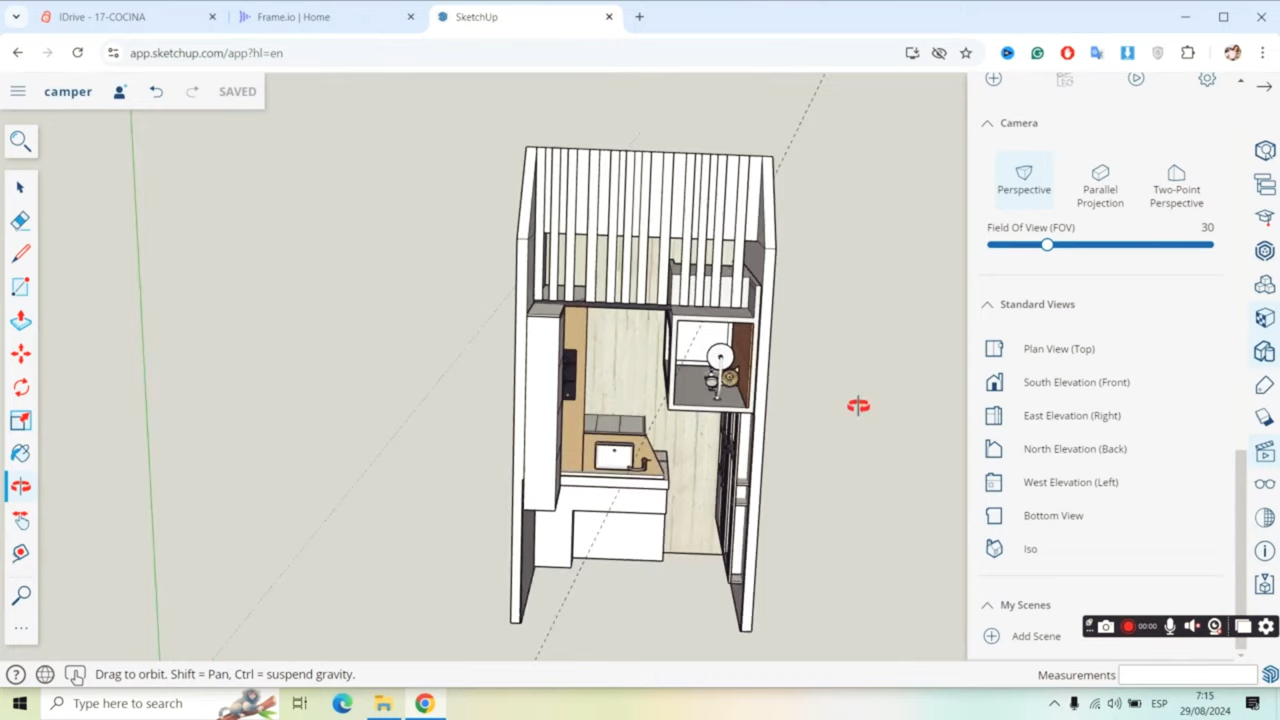 IDrive - 17-COCINA
Frame.io | Home
SketchUp
app.sketchup.com/app?hl=en
camper
SAVED
Camera
Perspective
Parallel
Projection
Two-Point
Perspective
Field Of View (FOV)
30
Standard Views
Plan View (Top)
South Elevation (Front)
East Elevation (Right)
North Elevation (Back)
West Elevation (Left)
Bottom View
Iso
My Scenes
Add Scene
00:00
Drag to orbit. Shift = Pan, Ctrl = suspend gravity.
Measurements
Type here to search
ESP
7:15
29/08/2024